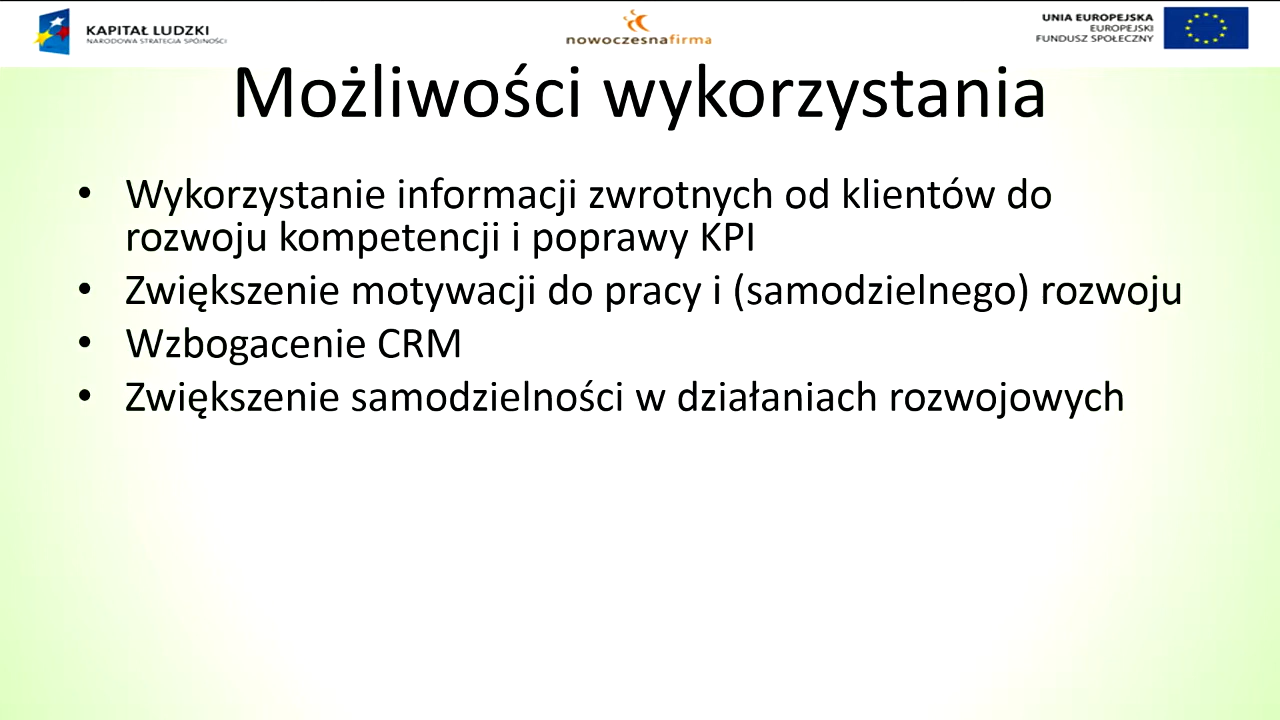 KAPITAŁ LUDZKI
NARODOWA STRATEGIA SPÓJNOŚCI
nowoczesnafirma
UNIA EUROPEJSKA
EUROPEJSKI
FUNDUSZ SPOŁECZNY
Możliwości wykorzystania
• Wykorzystanie informacji zwrotnych od klientów do
rozwoju kompetencji i poprawy KPI
• Zwiększenie motywacji do pracy i (samodzielnego) rozwoju
• Wzbogacenie CRM
• Zwiększenie samodzielności w działaniach rozwojowych